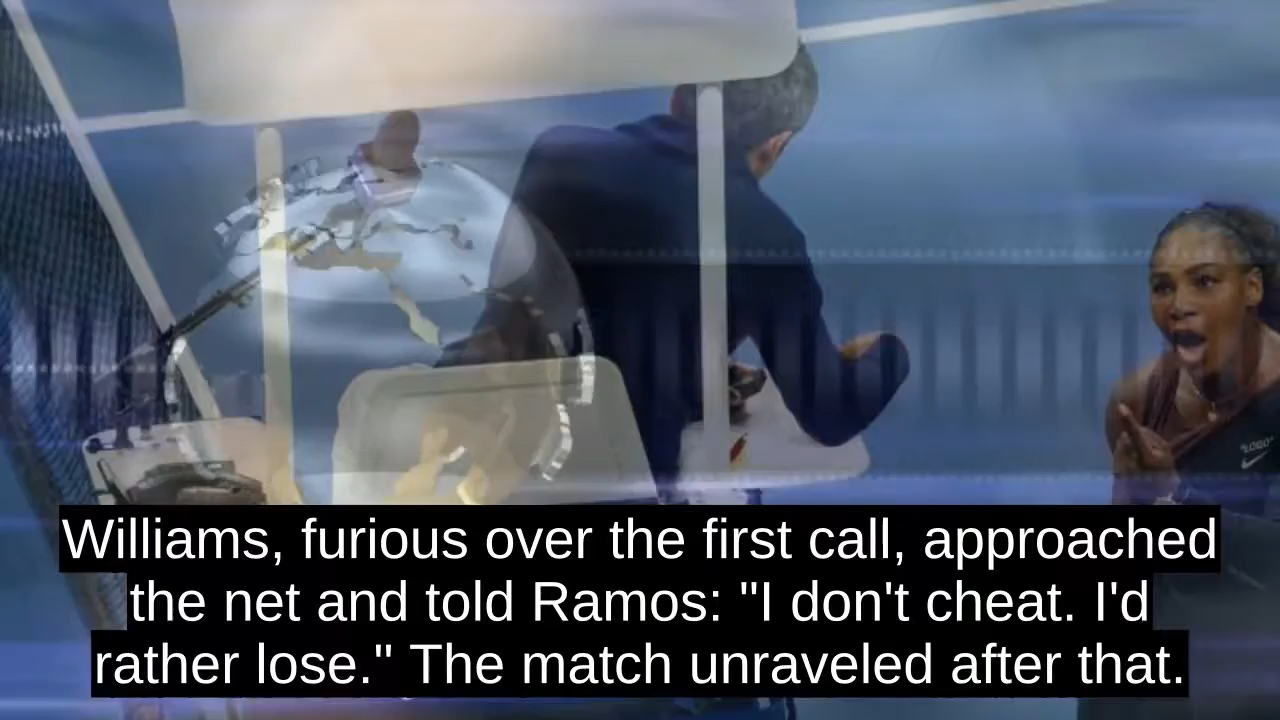 "LOGO"
Williams, furious over the first call, approached
the net and told Ramos: "I don't cheat. I'd
rather lose." The match unraveled after that.